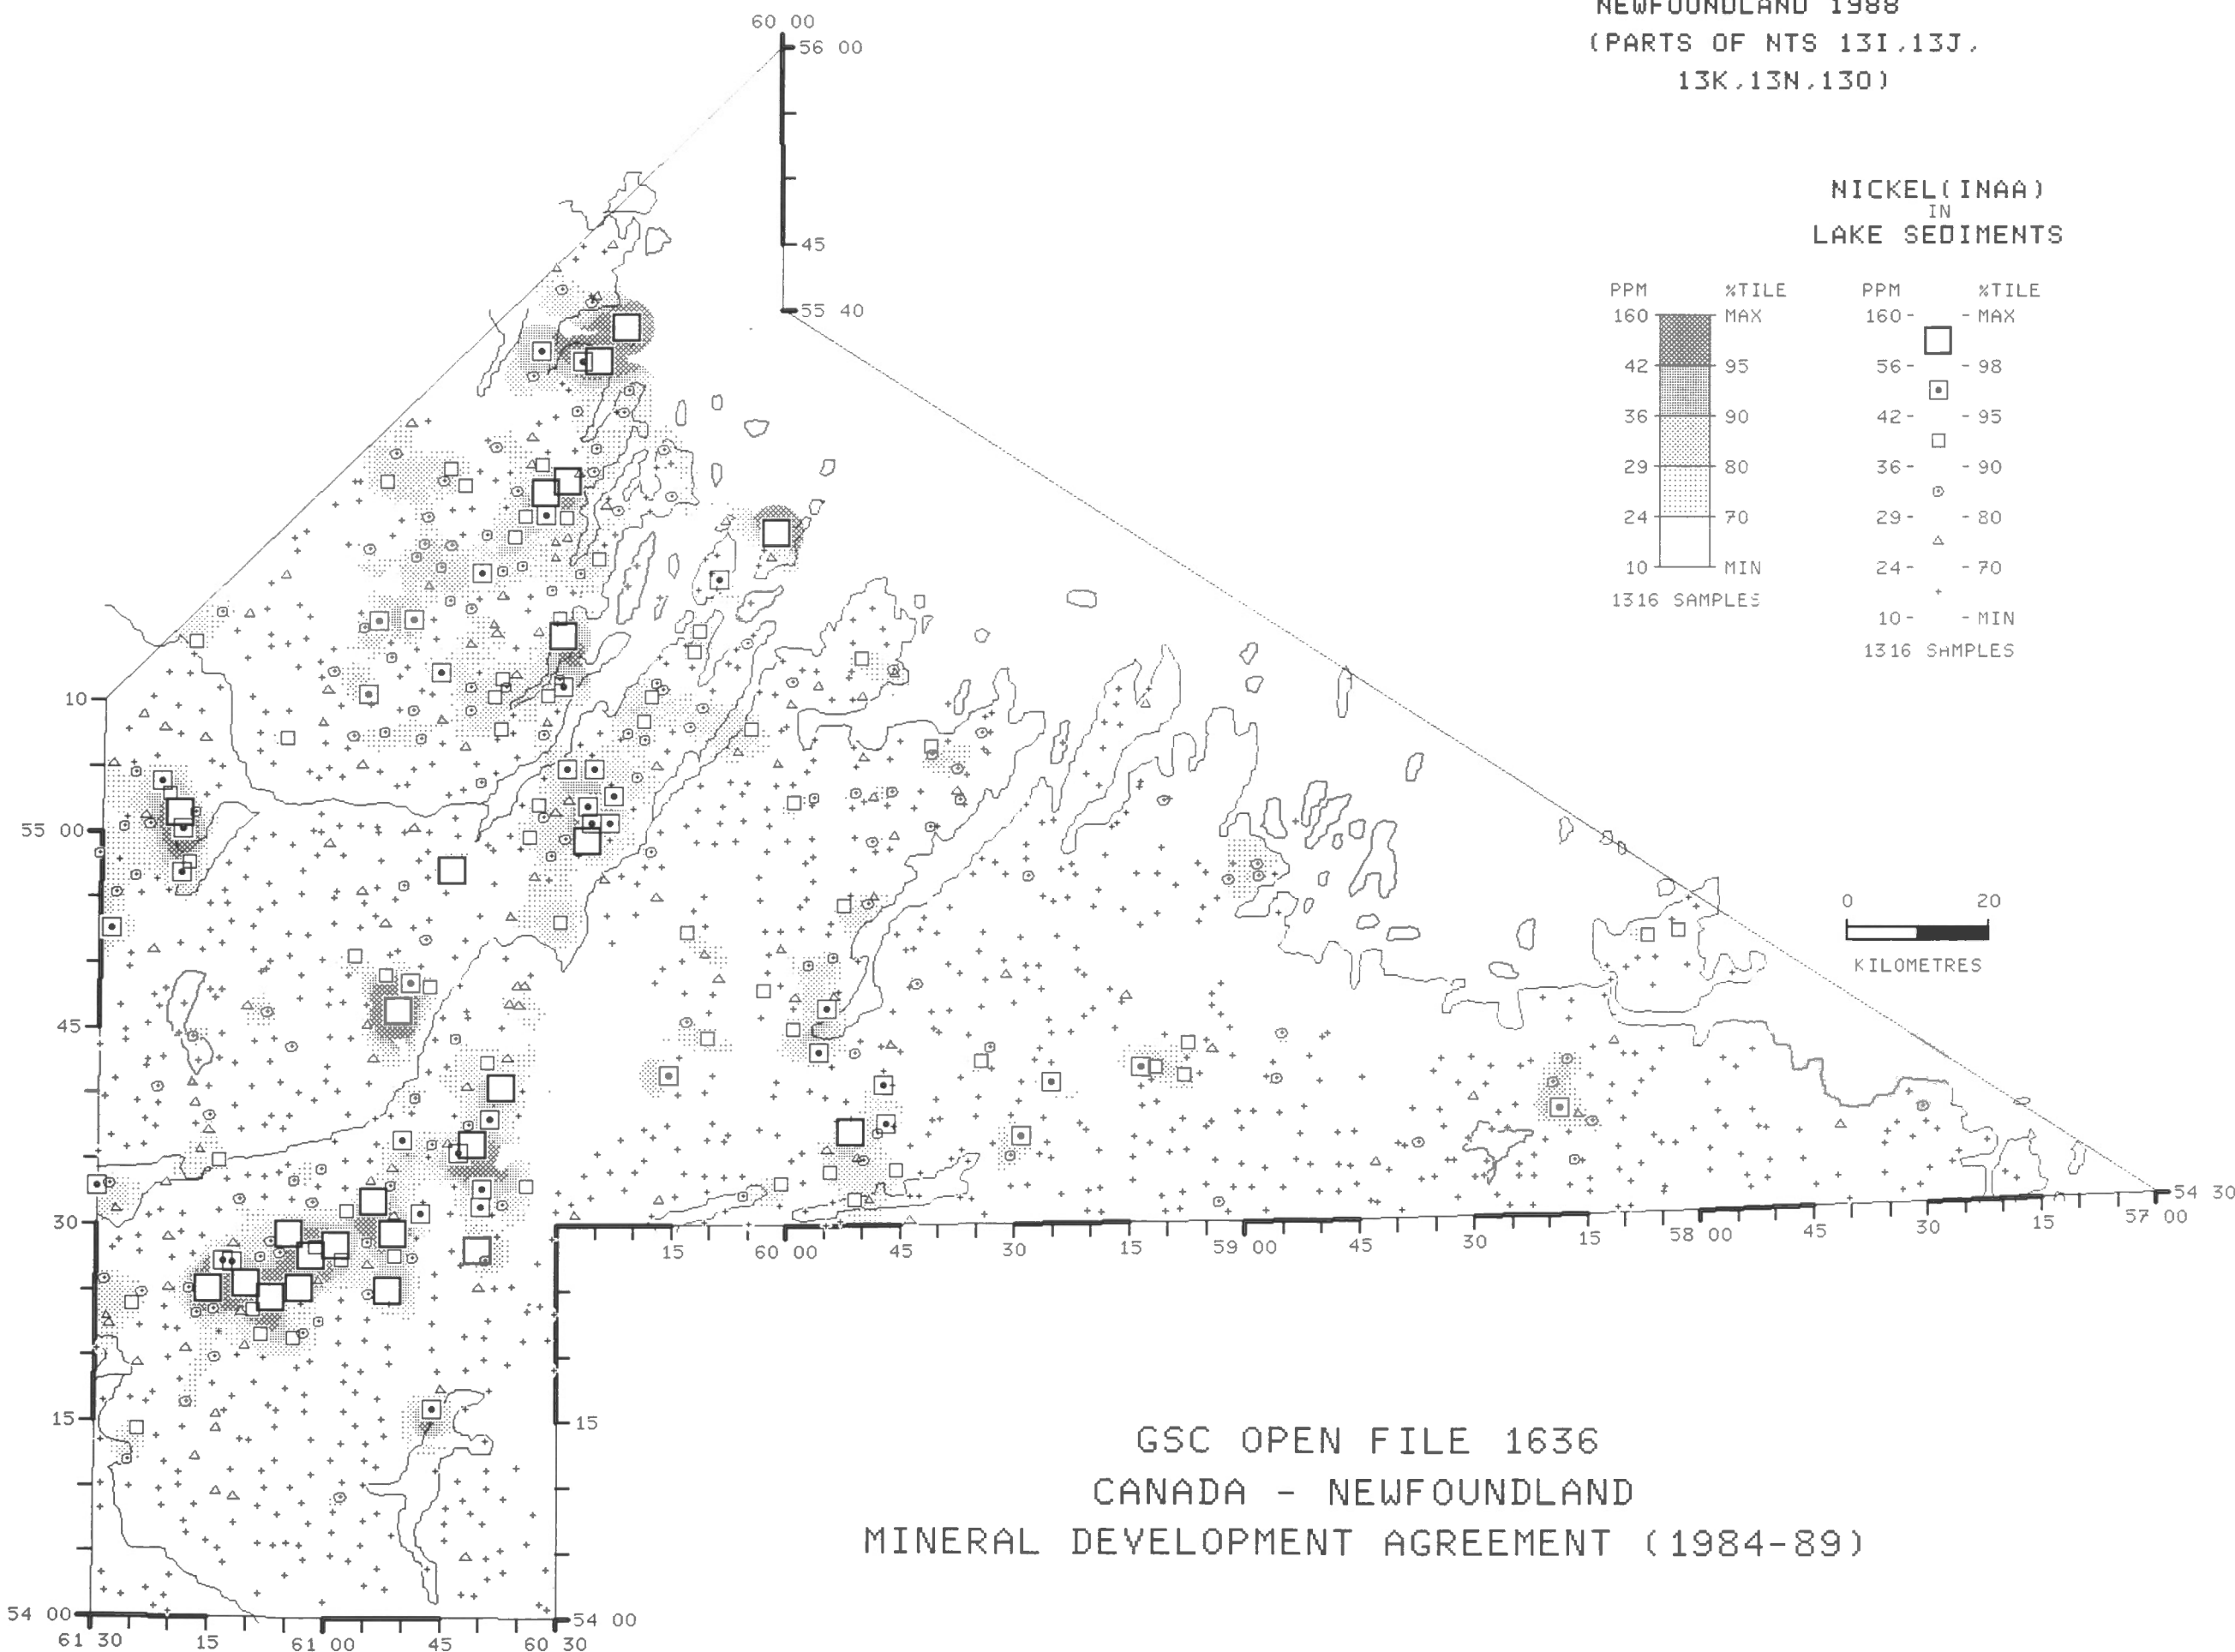 NEWFOUNDLAND 1988
(PARTS OF NTS 13I,13J,
13K,13N,13O)
60 00
56 00
45
55 40
NICKEL(INAA)
IN
LAKE SEDIMENTS
PPM %TILE
160 MAX
42 95
36 90
29 80
24 70
10 MIN
1316 SAMPLES
PPM %TILE
160- -MAX
56- -98
42- -95
36- -90
29- -80
24- -70
10- -MIN
1316 SAMPLES
10
55 00
45
30
15
54 00
61 30 15 61 00 45 60 30
54 00
15
15 60 00 45 30 15 59 00 45 30 15 58 00 45 30 15 57 00
54 30
0 20
KILOMETRES
GSC OPEN FILE 1636
CANADA - NEWFOUNDLAND
MINERAL DEVELOPMENT AGREEMENT (1984-89)